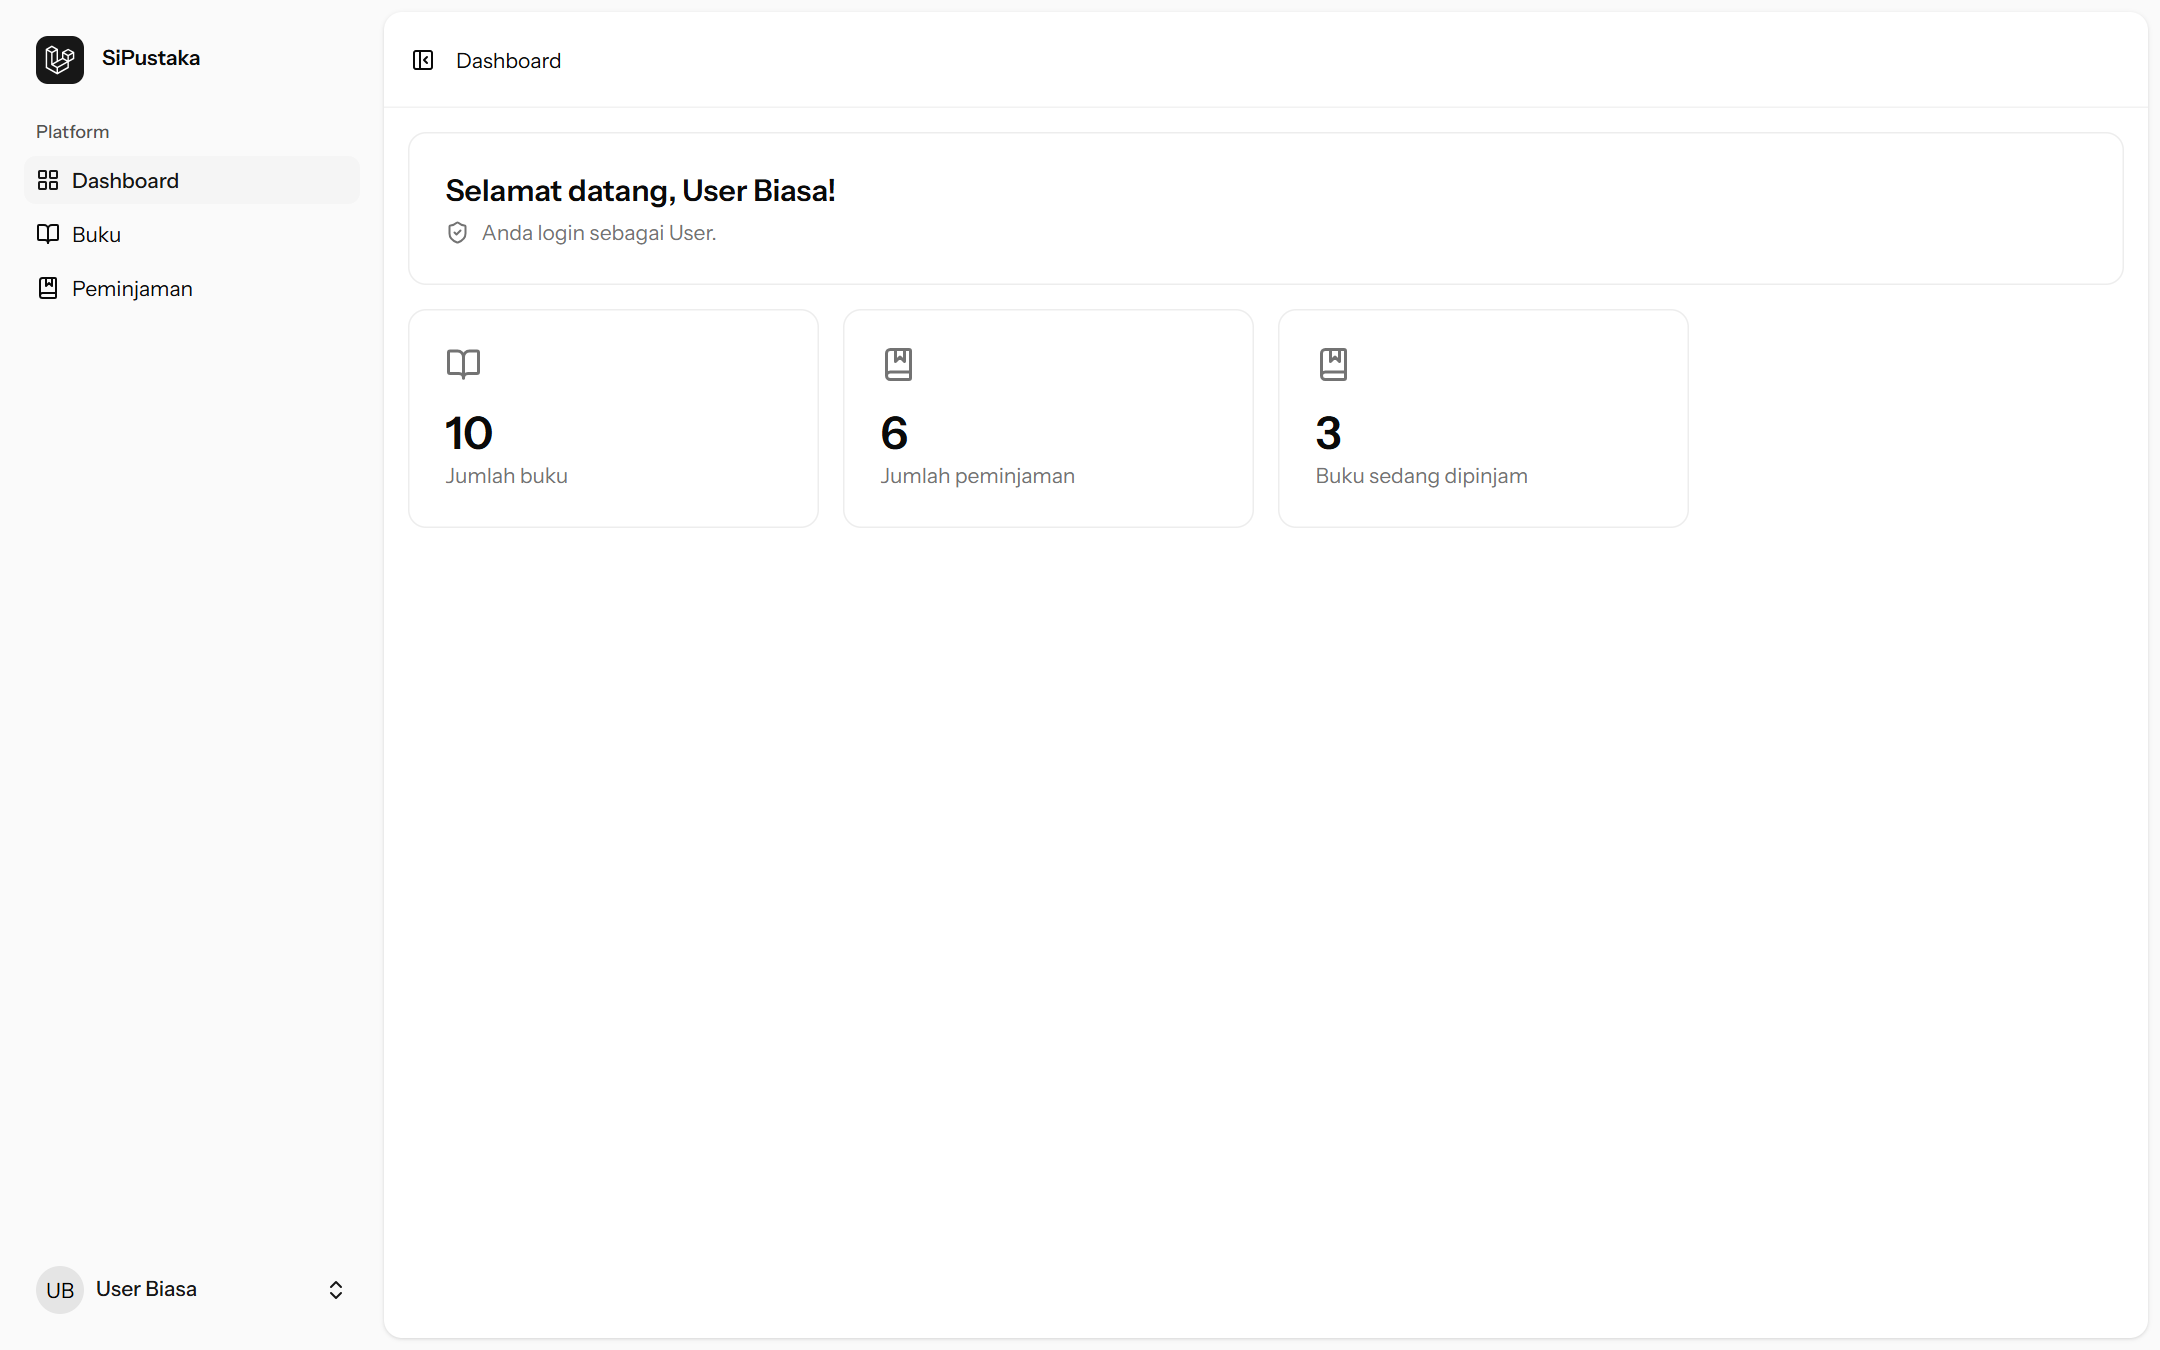 SiPustaka
Platform
Dashboard
Buku
Peminjaman
UB
User Biasa
Dashboard
Selamat datang, User Biasa!
Anda login sebagai User.
10
Jumlah buku
6
Jumlah peminjaman
3
Buku sedang dipinjam